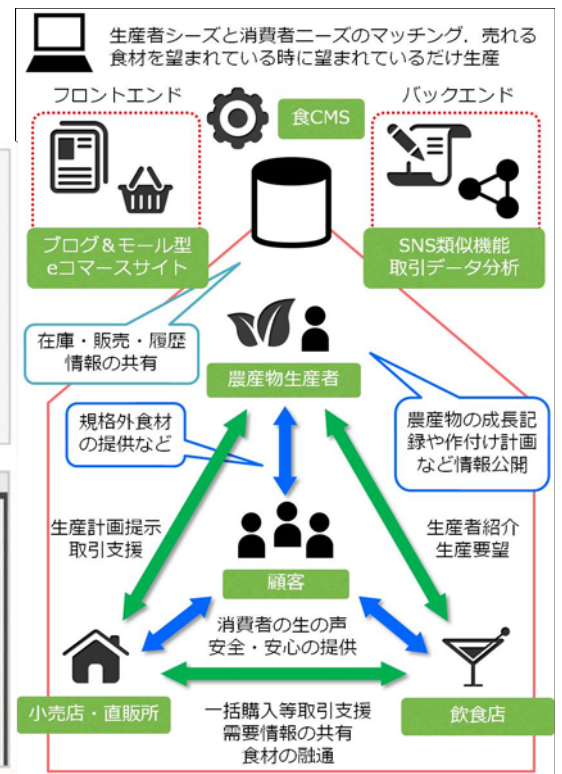 生産者シーズと消費者ニーズのマッチング．売れる
食材を望まれている時に望まれているだけ生産
フロントエンド
バックエンド
食CMS
ブログ＆モール型
eコマースサイト
SNS類似機能
取引データ分析
在庫・販売・履歴
情報の共有
農産物生産者
規格外食材
の提供など
農産物の成長記
録や作付け計画
など情報公開
生産計画提示
取引支援
生産者紹介
生産要望
顧客
消費者の生の声
安全・安心の提供
小売店・直販所
一括購入等取引支援
需要情報の共有
食材の融通
飲食店